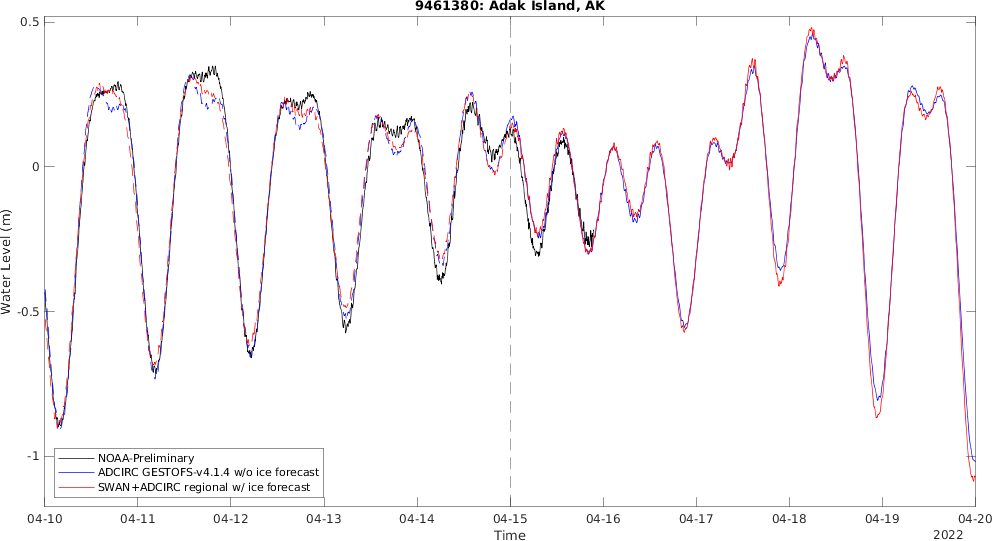 9461380: Adak Island, AK
0.5
0
-0.5
-1
Water Level (m)
NOAA-Preliminary
ADCIRC GESTOFS-v4.1.4 w/o ice forecast
SWAN+ADCIRC regional w/ ice forecast
04-10 04-11 04-12 04-13 04-14 04-15 04-16 04-17 04-18 04-19 04-20
Time
2022